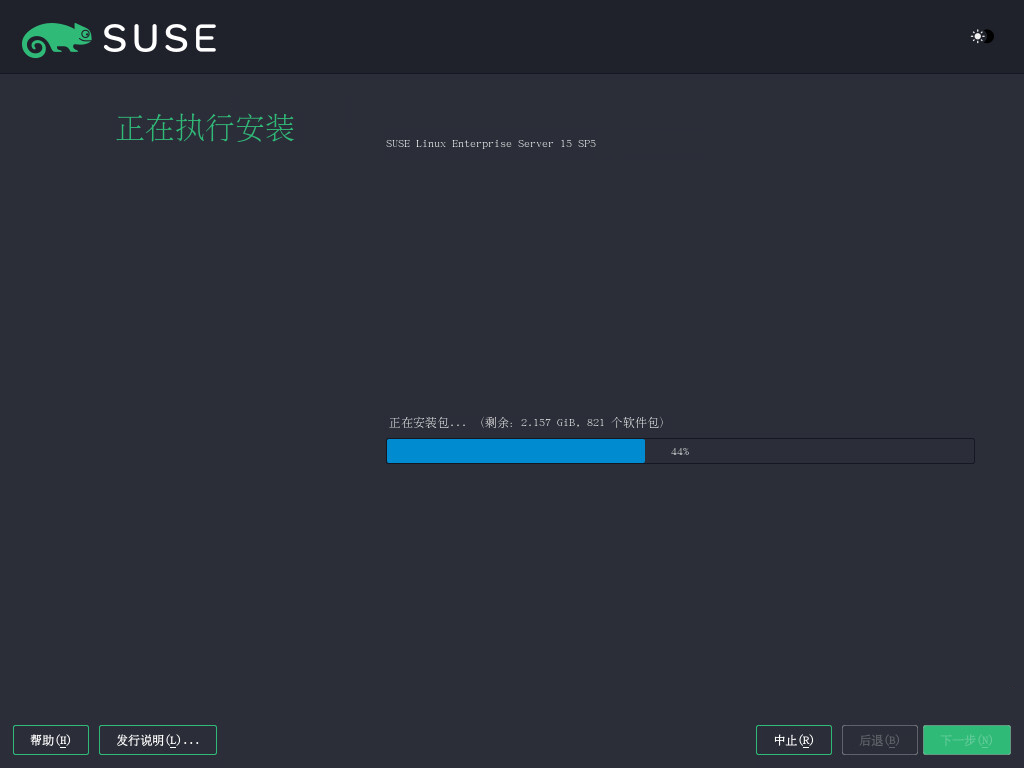 SUSE
正在执行安装
SUSE Linux Enterprise Server 15 SP5
正在安装包... （剩余: 2.157 GiB, 821 个软件包）
44%
帮助(H) 发行说明(L)... 中止(R) 后退(B) 下一步(N)